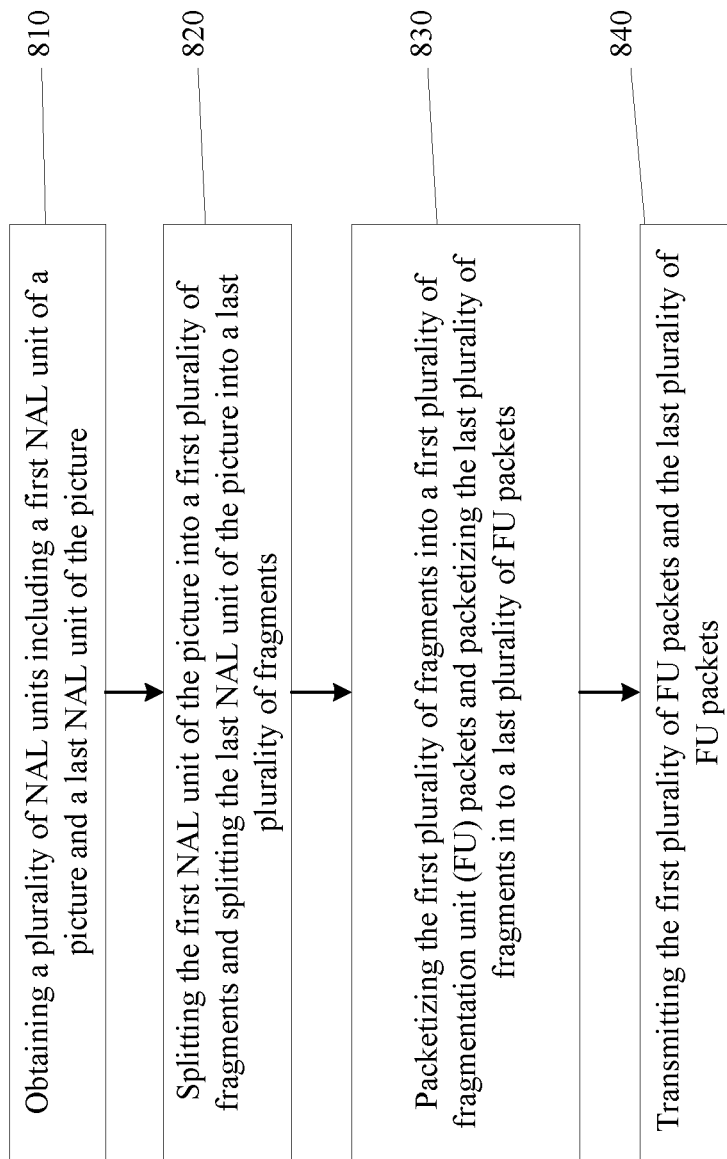 810
Obtaining a plurality of NAL units including a first NAL unit of a
picture and a last NAL unit of the picture
820
Splitting the first NAL unit of the picture into a first plurality of
fragments and splitting the last NAL unit of the picture into a last
plurality of fragments
830
Packetizing the first plurality of fragments into a first plurality of
fragmentation unit (FU) packets and packetizing the last plurality of
fragments in to a last plurality of FU packets
840
Transmitting the first plurality of FU packets and the last plurality of
FU packets